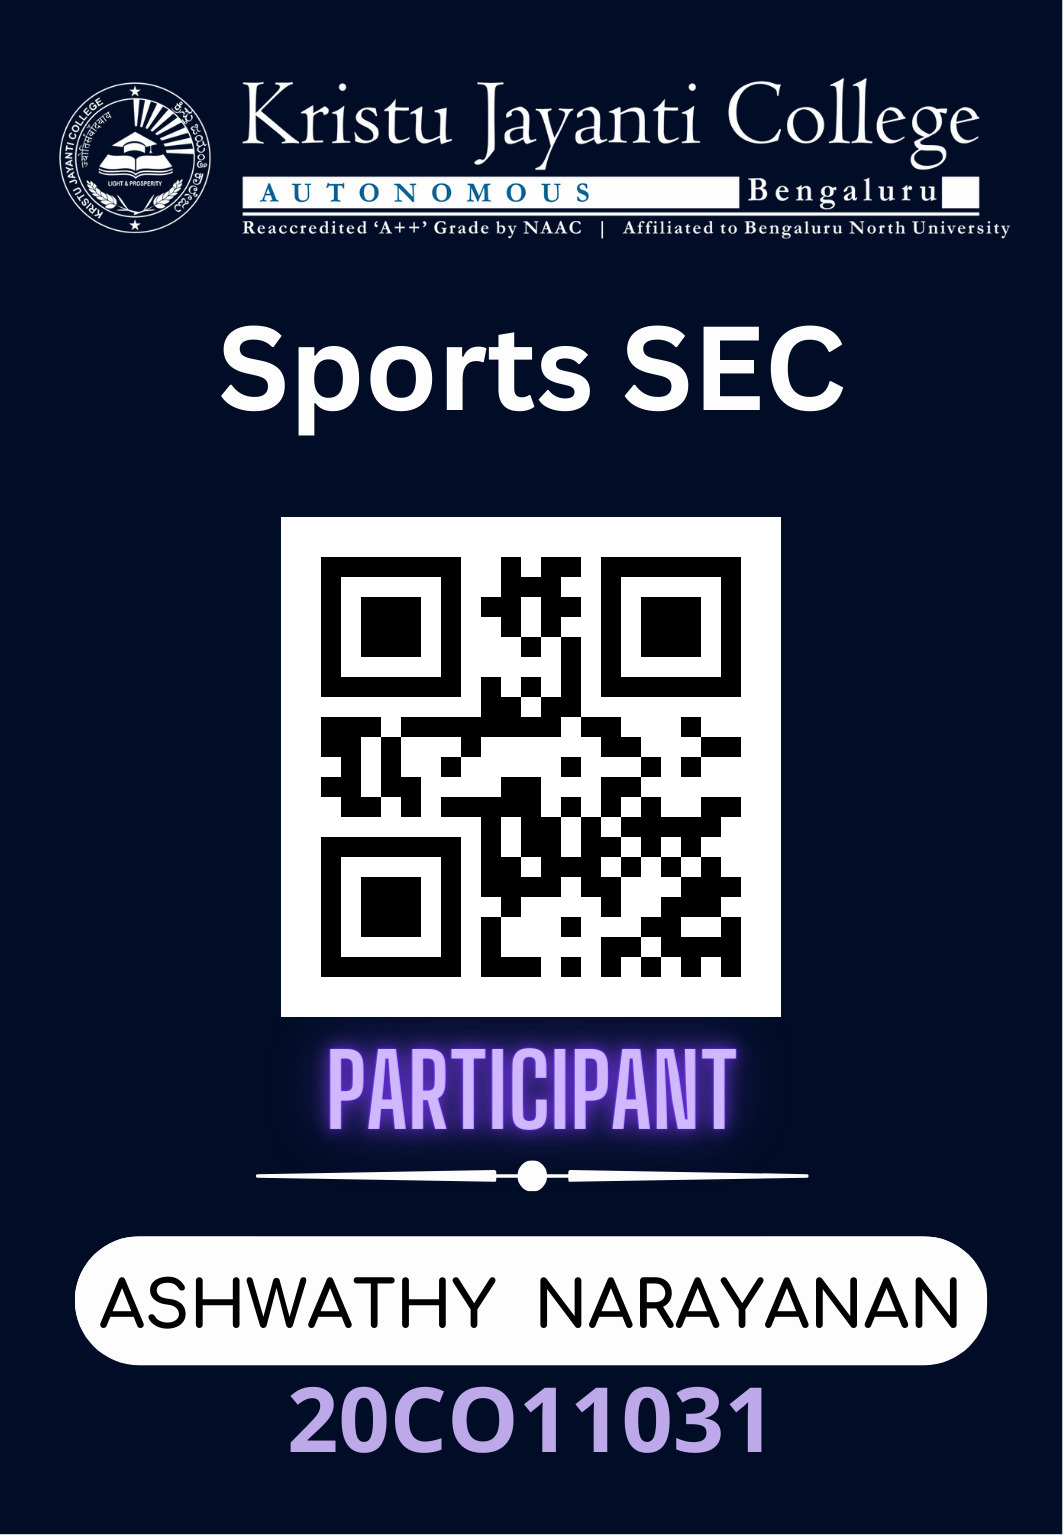 KRISTU JAYANTI COLLEGE
ಕ್ರಿಸ್ತು ಜಯಂತಿ ಕಾಲೇಜು
LIGHT & PROSPERITY
Kristu Jayanti College
AUTONOMOUS Bengaluru
Reaccredited ‘A++’ Grade by NAAC | Affiliated to Bengaluru North University
Sports SEC
PARTICIPANT
ASHWATHY NARAYANAN
20CO11031